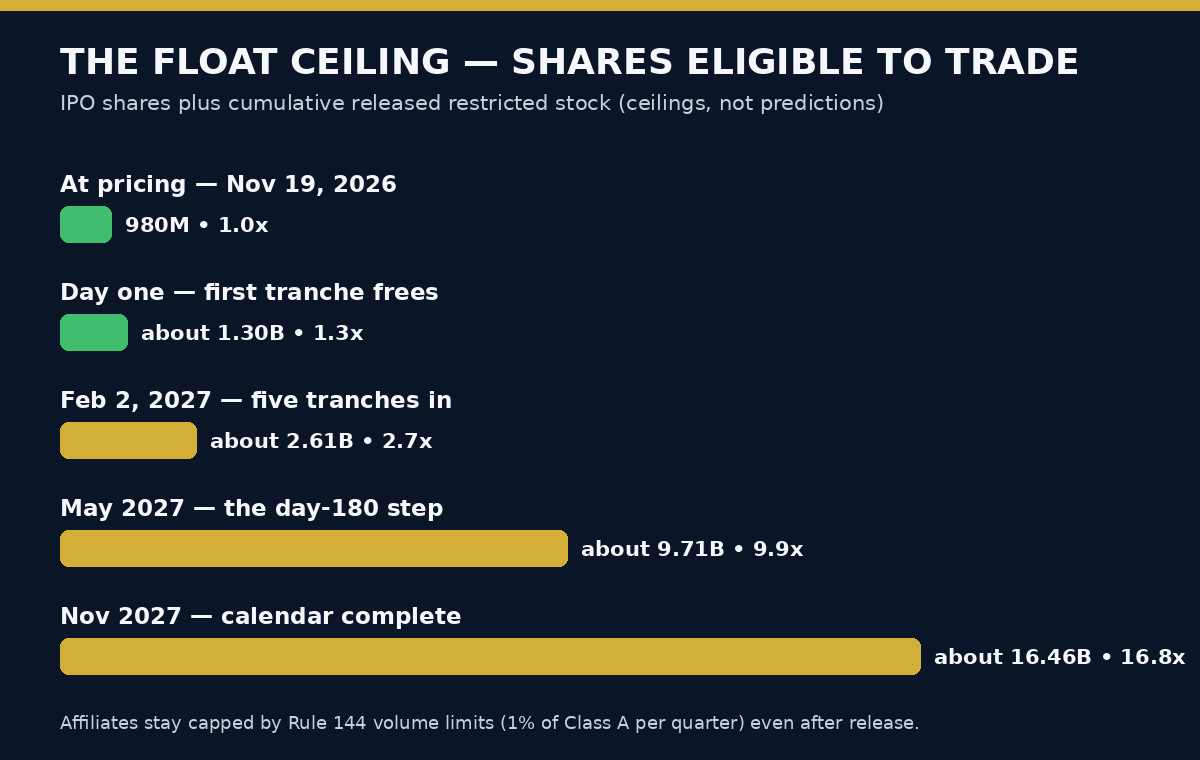 THE FLOAT CEILING — SHARES ELIGIBLE TO TRADE
IPO shares plus cumulative released restricted stock (ceilings, not predictions)
At pricing — Nov 19, 2026
980M • 1.0x
Day one — first tranche frees
about 1.30B • 1.3x
Feb 2, 2027 — five tranches in
about 2.61B • 2.7x
May 2027 — the day-180 step
about 9.71B • 9.9x
Nov 2027 — calendar complete
about 16.46B • 16.8x
Affiliates stay capped by Rule 144 volume limits (1% of Class A per quarter) even after release.